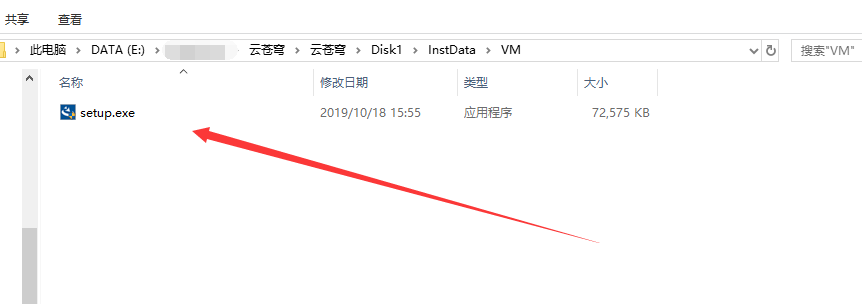 共享 查看
此电脑 DATA (E:) 云苍穹 云苍穹 Disk1 InstData VM 搜索"VM"
名称 修改日期 类型 大小
setup.exe 2019/10/18 15:55 应用程序 72,575 KB